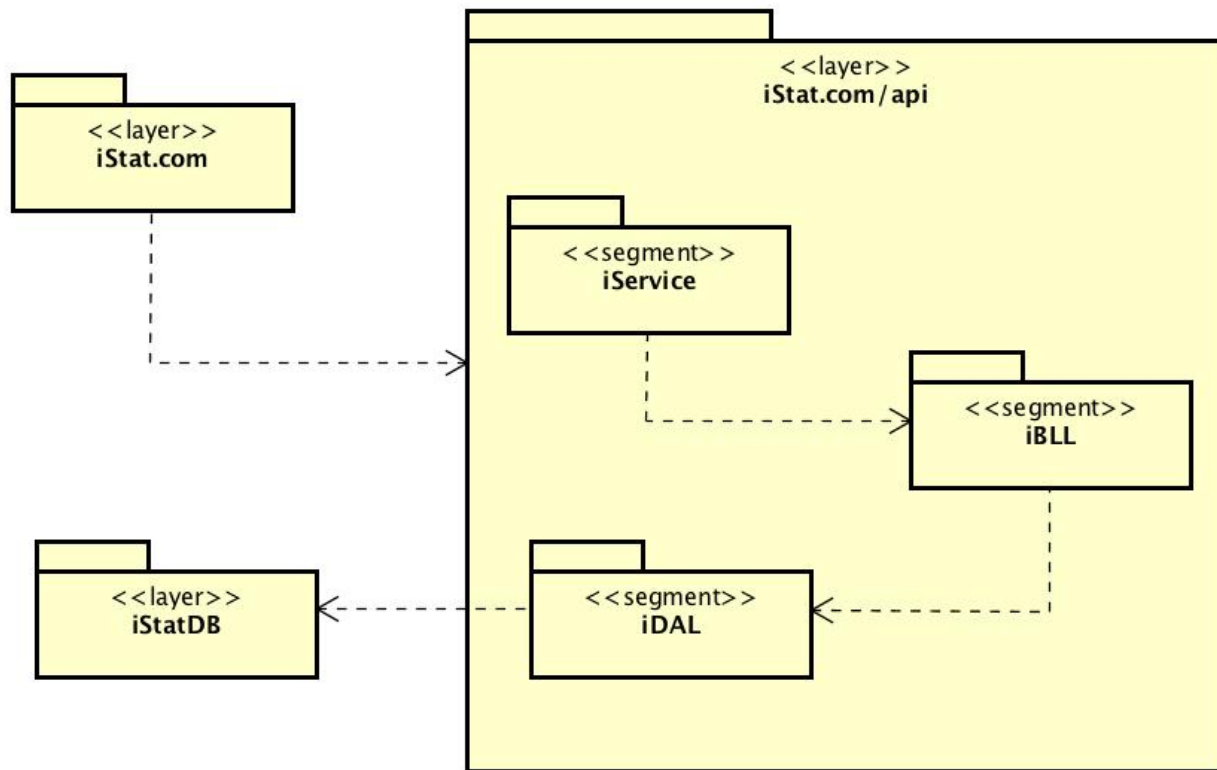 <<layer>>
iStat.com/api
<<layer>>
iStat.com
<<segment>>
iService
<<segment>>
iBLL
<<layer>>
iStatDB
<<segment>>
iDAL